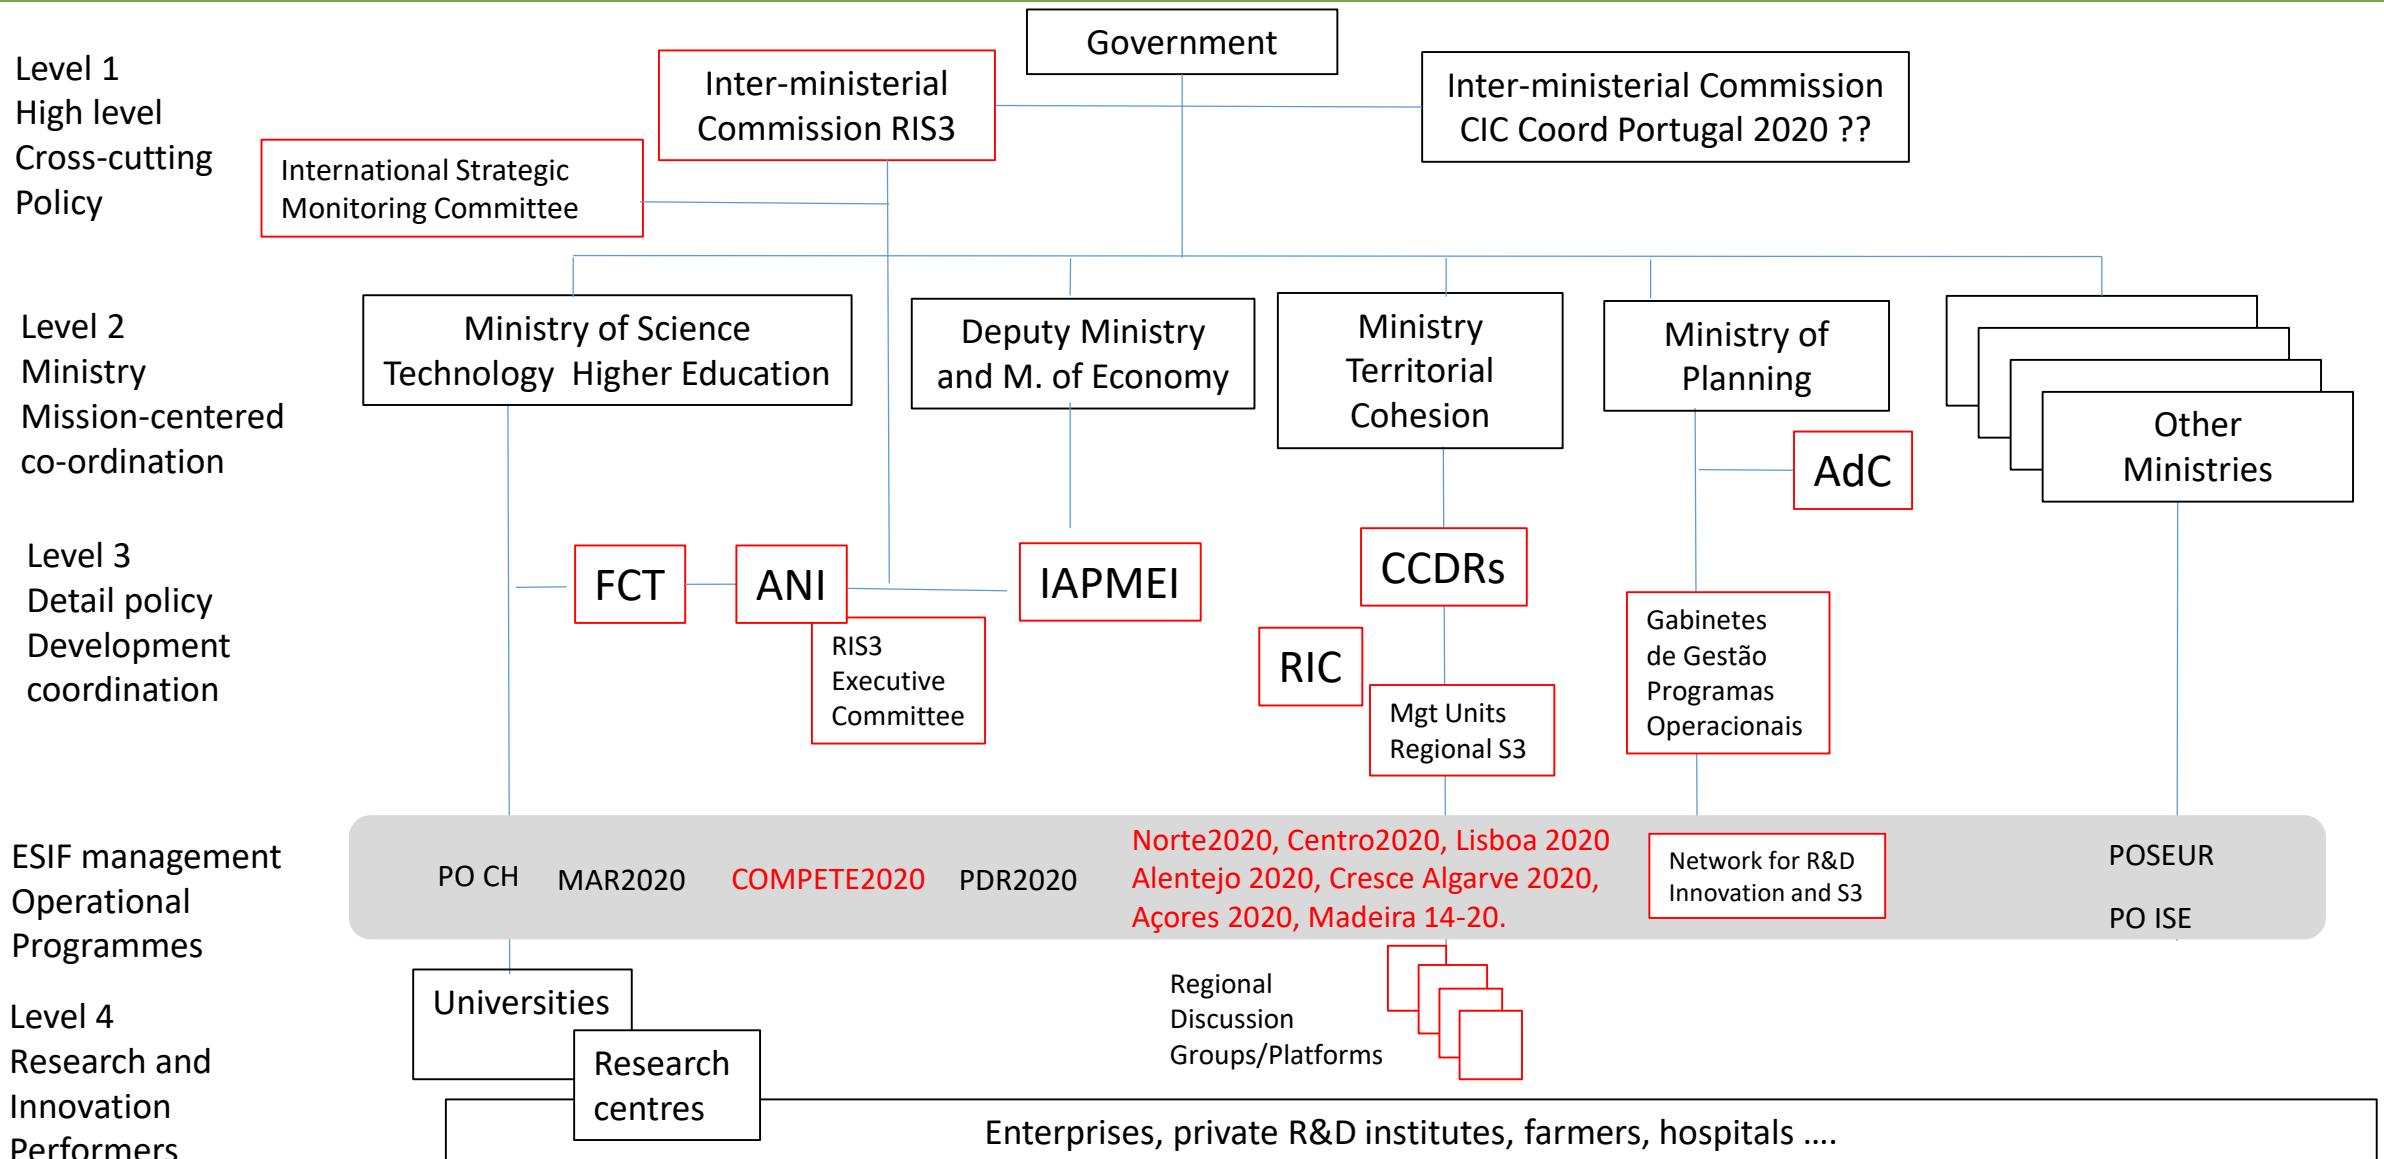 Government
Level 1
High level
Cross-cutting
Policy
Inter-ministerial
Commission RIS3
Inter-ministerial Commission
CIC Coord Portugal 2020 ??
International Strategic
Monitoring Committee
Level 2
Ministry
Mission-centered
co-ordination
Ministry of Science
Technology  Higher Education
Deputy Ministry
and M. of Economy
Ministry
Territorial
Cohesion
Ministry of
Planning
Other
Ministries
AdC
Level 3
Detail policy
Development
coordination
FCT
ANI
IAPMEI
CCDRs
RIS3
Executive
Committee
RIC
Mgt Units
Regional S3
Gabinetes
de Gestão
Programas
Operacionais
ESIF management
Operational
Programmes
PO CH
MAR2020
COMPETE2020
PDR2020
Norte2020, Centro2020, Lisboa 2020
Alentejo 2020, Cresce Algarve 2020,
Açores 2020, Madeira 14-20.
Network for R&D
Innovation and S3
POSEUR
PO ISE
Level 4
Research and
Innovation
Performers
Universities
Research
centres
Regional
Discussion
Groups/Platforms
Enterprises, private R&D institutes, farmers, hospitals ....